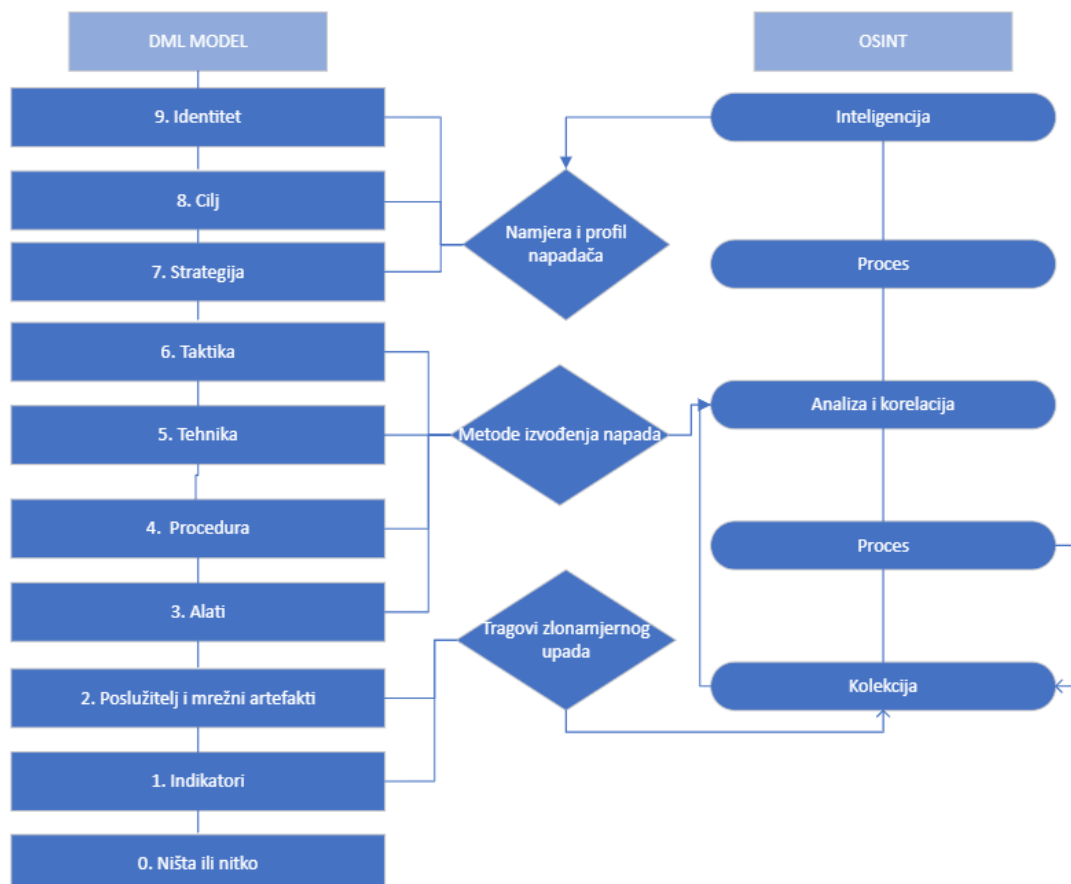 DML MODEL
9. Identitet
8. Cilj
7. Strategija
6. Taktika
5. Tehnika
4. Procedura
3. Alati
2. Poslužitelj i mrežni artefakti
1. Indikatori
0. Ništa ili nitko
Namjera i profil
napadača
Metode izvođenja napada
Tragovi zlonamjernog
upada
OSINT
Inteligencija
Proces
Analiza i korelacija
Proces
Kolekcija